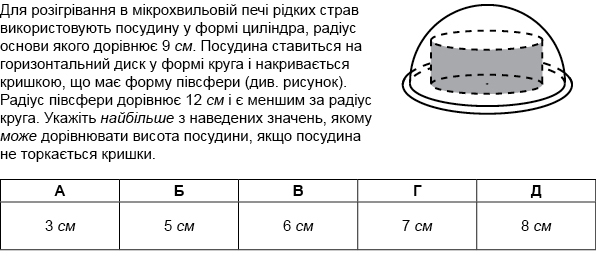 Для розігрівання в мікрохвильовій печі рідких страв
використовують посудину у формі циліндра, радіус
основи якого дорівнює 9 см. Посудина ставиться на
горизонтальний диск у формі круга і накривається
кришкою, що має форму півсфери (див. рисунок).
Радіус півсфери дорівнює 12 см і є меншим за радіус
круга. Укажіть найбільше з наведених значень, якому
може дорівнювати висота посудини, якщо посудина
не торкається кришки.
А Б В Г Д
3 см 5 см 6 см 7 см 8 см